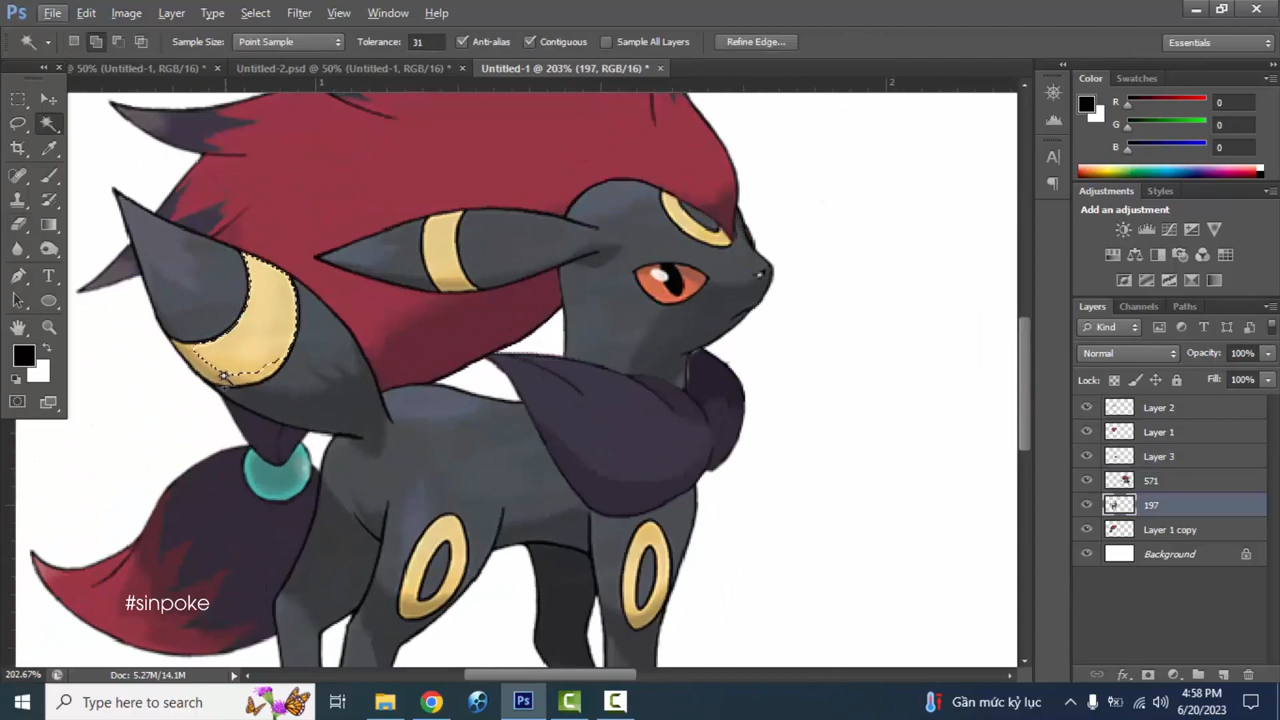 Ps File Edit Image Layer Type Select Filter View Window Help
Sample Size: Point Sample Tolerance: 31 Anti-alias Contiguous Sample All Layers Refine Edge... Essentials
@ 50% (Untitled-1, RGB/16) * × Untitled-2.psd @ 50% (Untitled-1, RGB/16) * × Untitled-1 @ 203% (197, RGB/16) * ×
1 2
Color Swatches
R 0
G 0
B 0
Adjustments Styles
Add an adjustment
Layers Channels Paths
Kind
Normal Opacity: 100%
Lock: Fill: 100%
Layer 2
Layer 1
Layer 3
571
197
Layer 1 copy
Background
#sinpoke
202.67% Doc: 5.27M/14.1M
Type here to search
Ps
Gần mức kỷ lục
4:58 PM
6/20/2023